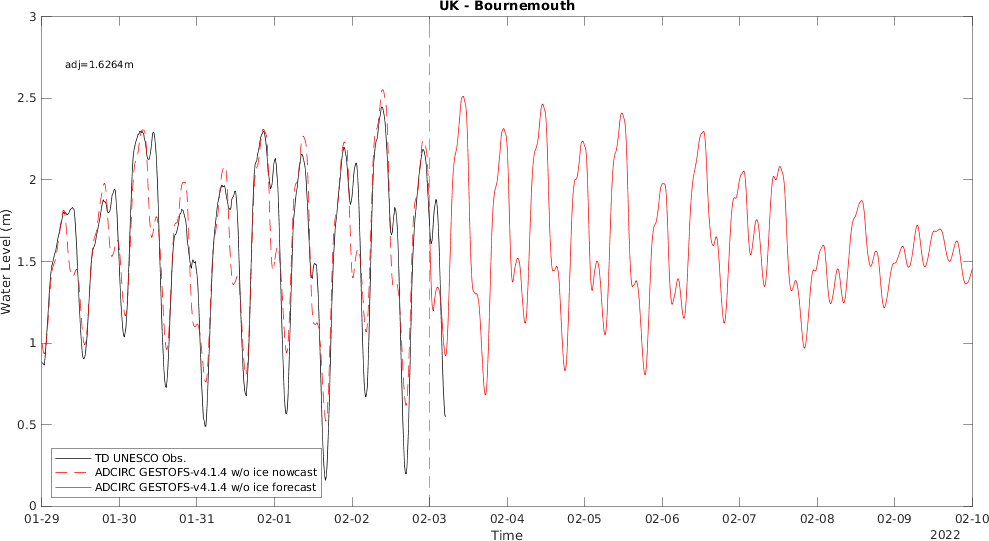 UK - Bournemouth
adj=1.6264m
Water Level (m)
3
2.5
2
1.5
1
0.5
0
TD UNESCO Obs.
ADCIRC GESTOFS-v4.1.4 w/o ice nowcast
ADCIRC GESTOFS-v4.1.4 w/o ice forecast
01-29 01-30 01-31 02-01 02-02 02-03 02-04 02-05 02-06 02-07 02-08 02-09 02-10
Time
2022